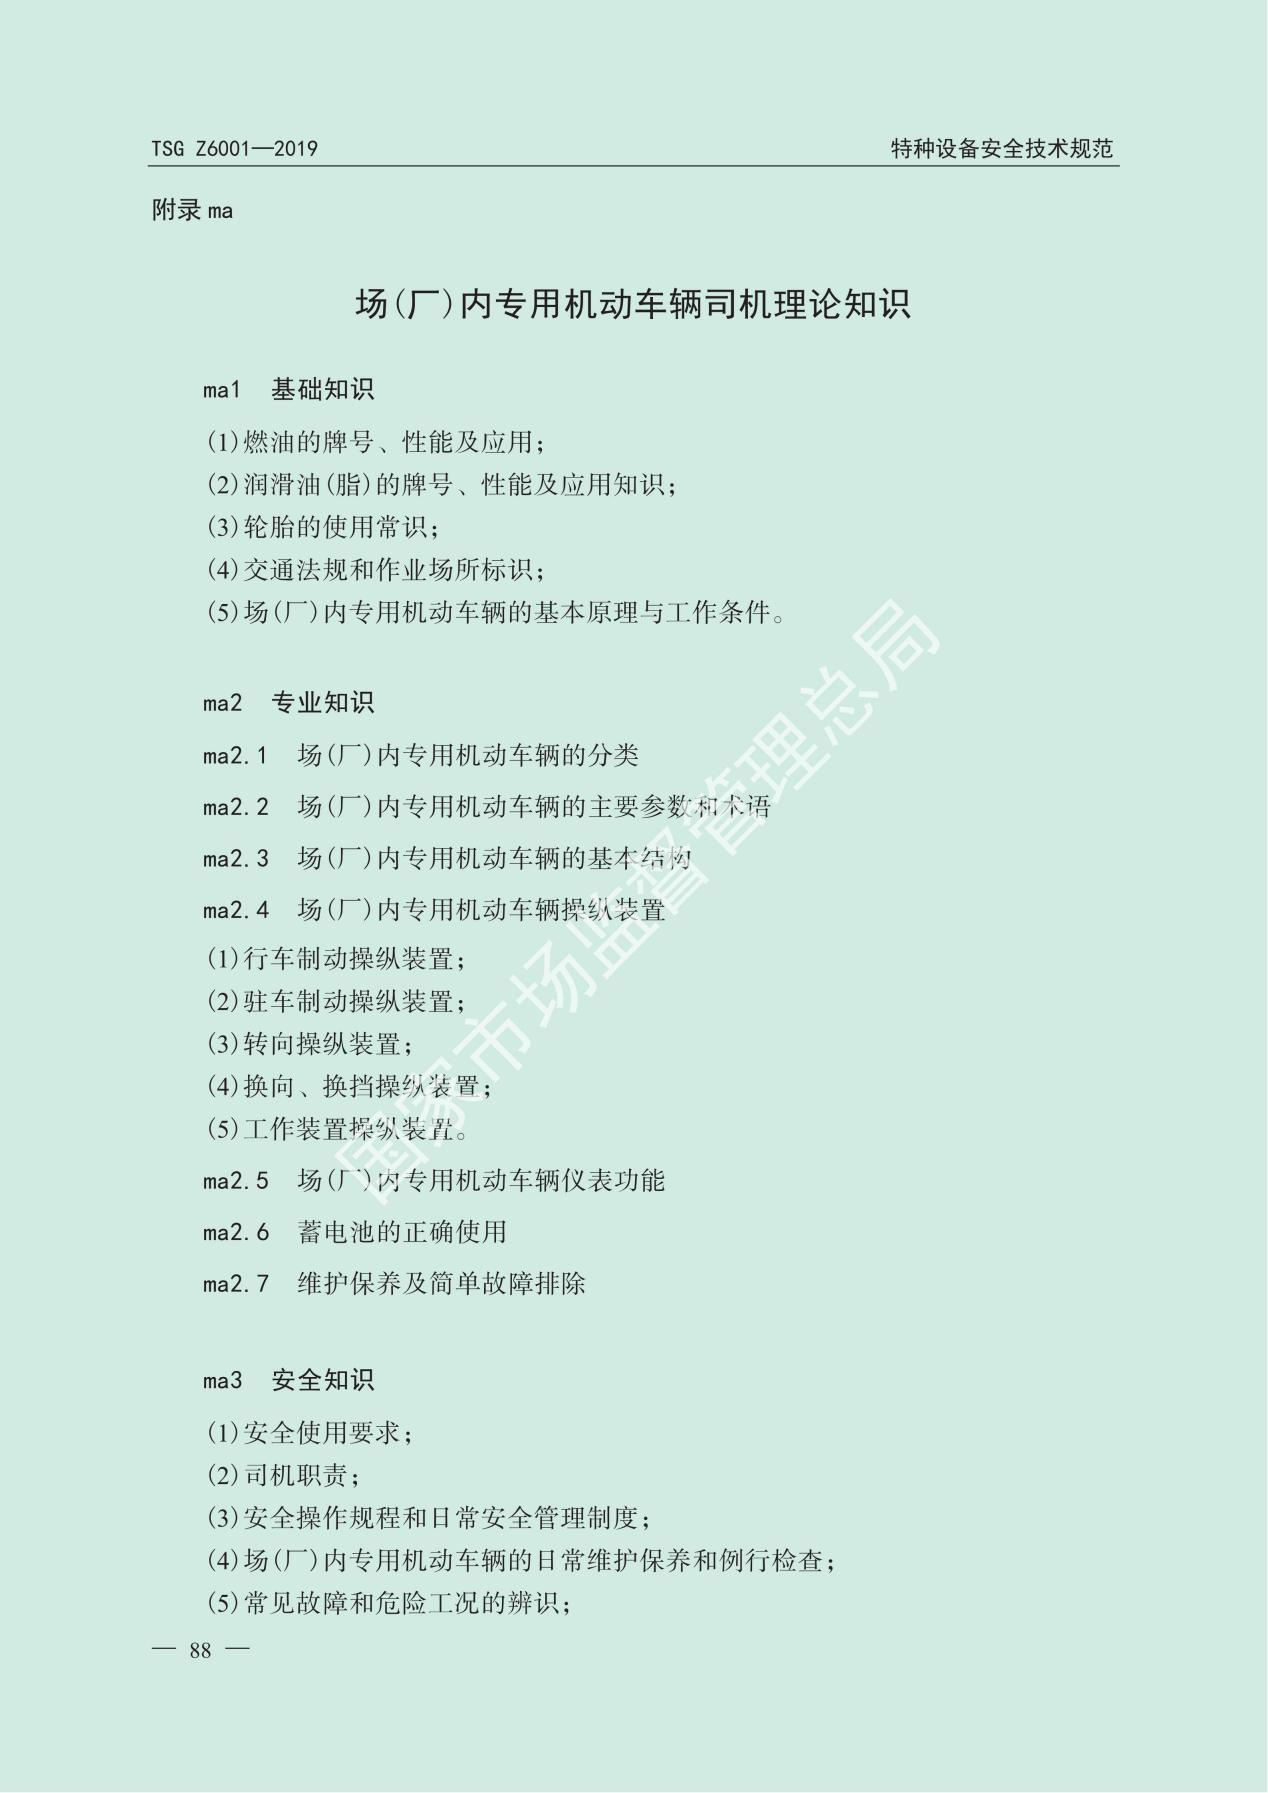 TSG Z6001—2019 特种设备安全技术规范
附录 ma
场(厂)内专用机动车辆司机理论知识
ma1 基础知识
(1)燃油的牌号、性能及应用;
(2)润滑油(脂)的牌号、性能及应用知识;
(3)轮胎的使用常识;
(4)交通法规和作业场所标识;
(5)场(厂)内专用机动车辆的基本原理与工作条件。
ma2 专业知识
ma2.1 场(厂)内专用机动车辆的分类
ma2.2 场(厂)内专用机动车辆的主要参数和术语
ma2.3 场(厂)内专用机动车辆的基本结构
ma2.4 场(厂)内专用机动车辆操纵装置
(1)行车制动操纵装置;
(2)驻车制动操纵装置;
(3)转向操纵装置;
(4)换向、换挡操纵装置;
(5)工作装置操纵装置。
ma2.5 场(厂)内专用机动车辆仪表功能
ma2.6 蓄电池的正确使用
ma2.7 维护保养及简单故障排除
ma3 安全知识
(1)安全使用要求;
(2)司机职责;
(3)安全操作规程和日常安全管理制度;
(4)场(厂)内专用机动车辆的日常维护保养和例行检查;
(5)常见故障和危险工况的辨识;
— 88 —
国家市场监督管理总局